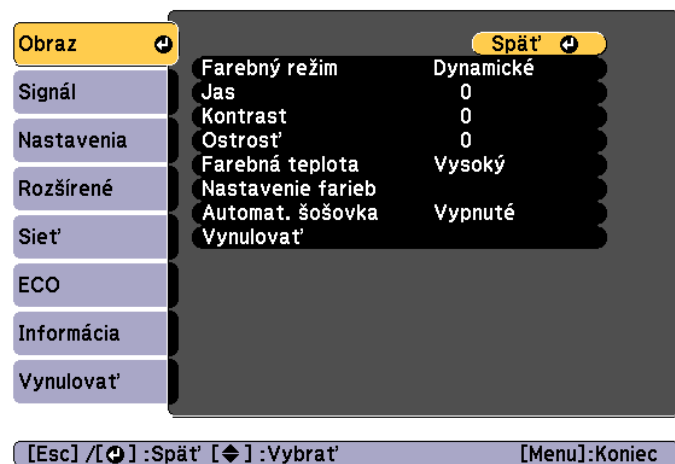 Obraz
Signál
Nastavenia
Rozšírené
Sieť
ECO
Informácia
Vynulovať
Späť
Farebný režim Dynamické
Jas 0
Kontrast 0
Ostrosť 0
Farebná teplota Vysoký
Nastavenie farieb
Automat. šošovka Vypnuté
Vynulovať
[Esc] /[ ] :Späť [ ] :Vybrať [Menu]:Koniec